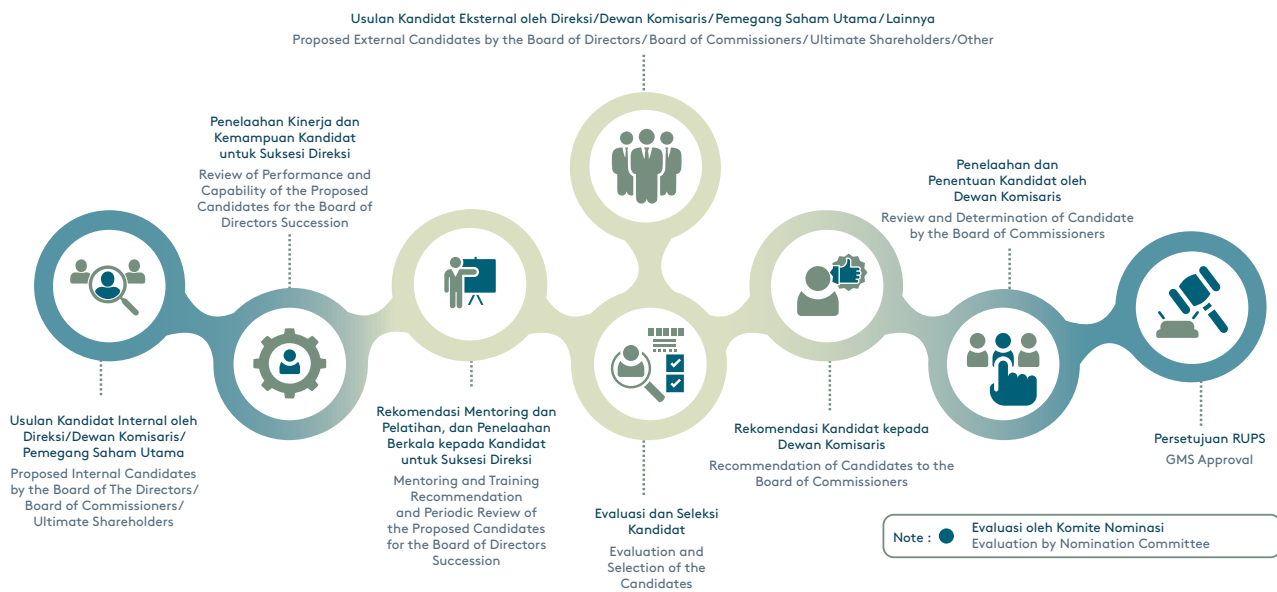 Usulan Kandidat Eksternal oleh Direksi/Dewan Komisaris/Pemegang Saham Utama/Lainnya
Proposed External Candidates by the Board of Directors/Board of Commissioners/Ultimate Shareholders/Other
Penelaahan Kinerja dan
Kemampuan Kandidat
untuk Suksesi Direksi
Review of Performance and
Capability of the Proposed
Candidates for the Board of
Directors Succession
Penelaahan dan
Penentuan Kandidat oleh
Dewan Komisaris
Review and Determination of Candidate
by the Board of Commissioners
Usulan Kandidat Internal oleh
Direksi/Dewan Komisaris/
Pemegang Saham Utama
Proposed Internal Candidates
by the Board of The Directors/
Board of Commissioners/
Ultimate Shareholders
Rekomendasi Mentoring dan
Pelatihan, dan Penelaahan
Berkala kepada Kandidat
untuk Suksesi Direksi
Mentoring and Training
Recommendation
and Periodic Review of
the Proposed Candidates
for the Board of Directors
Succession
Evaluasi dan Seleksi
Kandidat
Evaluation and
Selection of the
Candidates
Rekomendasi Kandidat kepada
Dewan Komisaris
Recommendation of Candidates to the
Board of Commissioners
Persetujuan RUPS
GMS Approval
Note :
Evaluasi oleh Komite Nominasi
Evaluation by Nomination Committee